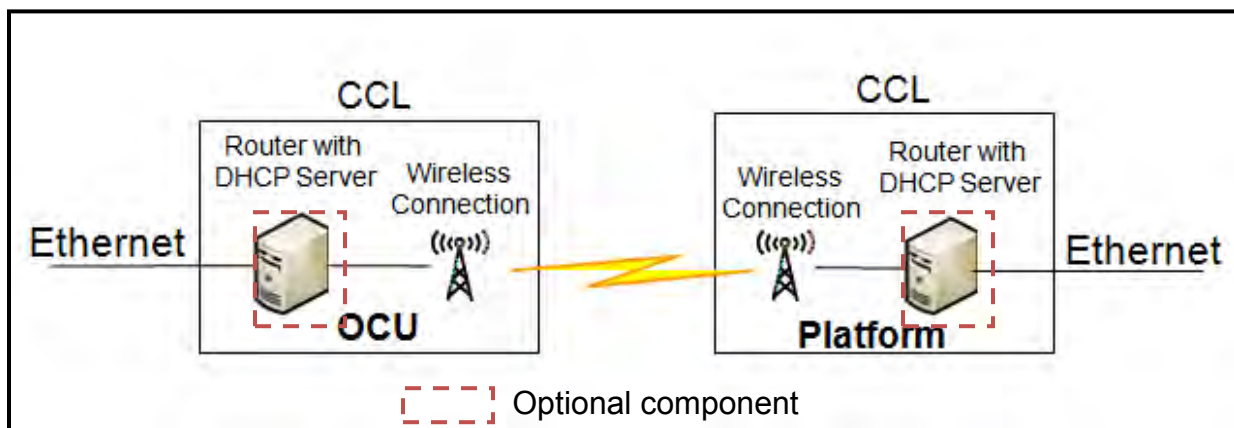 CCL
Router with
DHCP Server
Wireless
Connection
Ethernet
OCU
CCL
Wireless
Connection
Router with
DHCP Server
Ethernet
Platform
Optional component